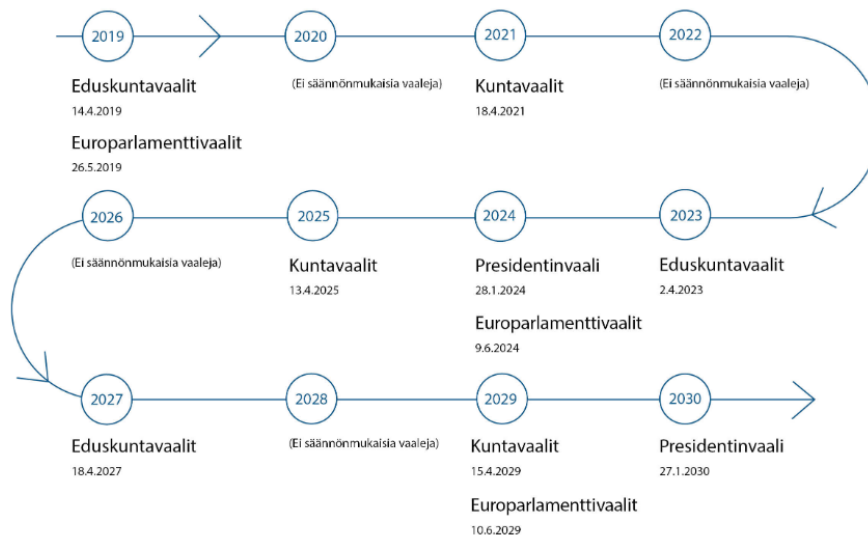 2019
Eduskuntavaalit
14.4.2019
Europarlamenttivaalit
26.5.2019
2020
(Ei säännönmukaisia vaaleja)
2021
Kuntavaalit
18.4.2021
2022
(Ei säännönmukaisia vaaleja)
2023
Eduskuntavaalit
2.4.2023
2024
Presidentinvaali
28.1.2024
Europarlamenttivaalit
9.6.2024
2025
Kuntavaalit
13.4.2025
2026
(Ei säännönmukaisia vaaleja)
2027
Eduskuntavaalit
18.4.2027
2028
(Ei säännönmukaisia vaaleja)
2029
Kuntavaalit
15.4.2029
Europarlamenttivaalit
10.6.2029
2030
Presidentinvaali
27.1.2030